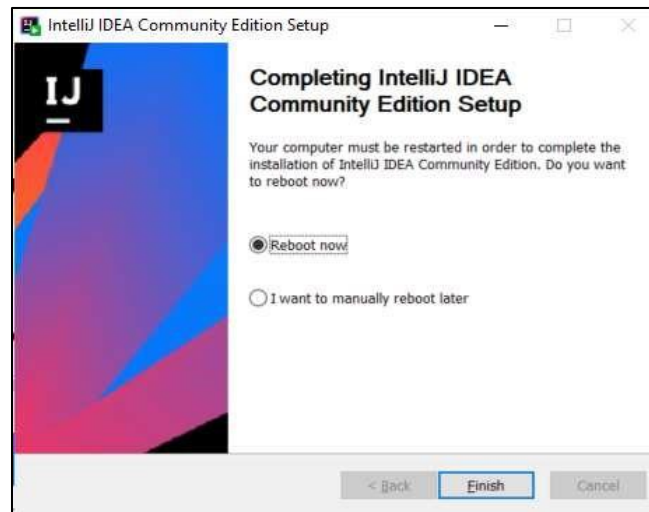 IntelliJ IDEA Community Edition Setup
IJ
Completing IntelliJ IDEA
Community Edition Setup
Your computer must be restarted in order to complete the
installation of IntelliJ IDEA Community Edition. Do you want
to reboot now?
Reboot now
I want to manually reboot later
< Back
Finish
Cancel